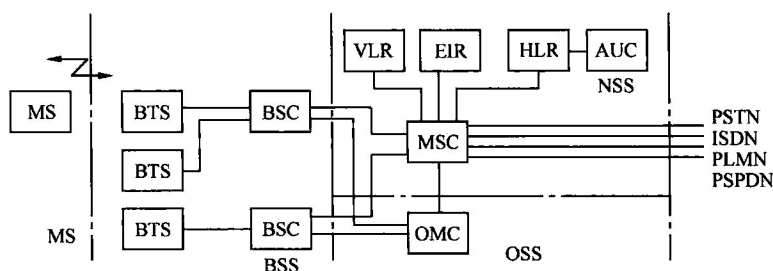 VLR EIR HLR AUC
NSS
MS BTS BSC PSTN
MSC ISDN
BTS PLMN
PSPDN
BTS BSC OMC
MS BSS OSS